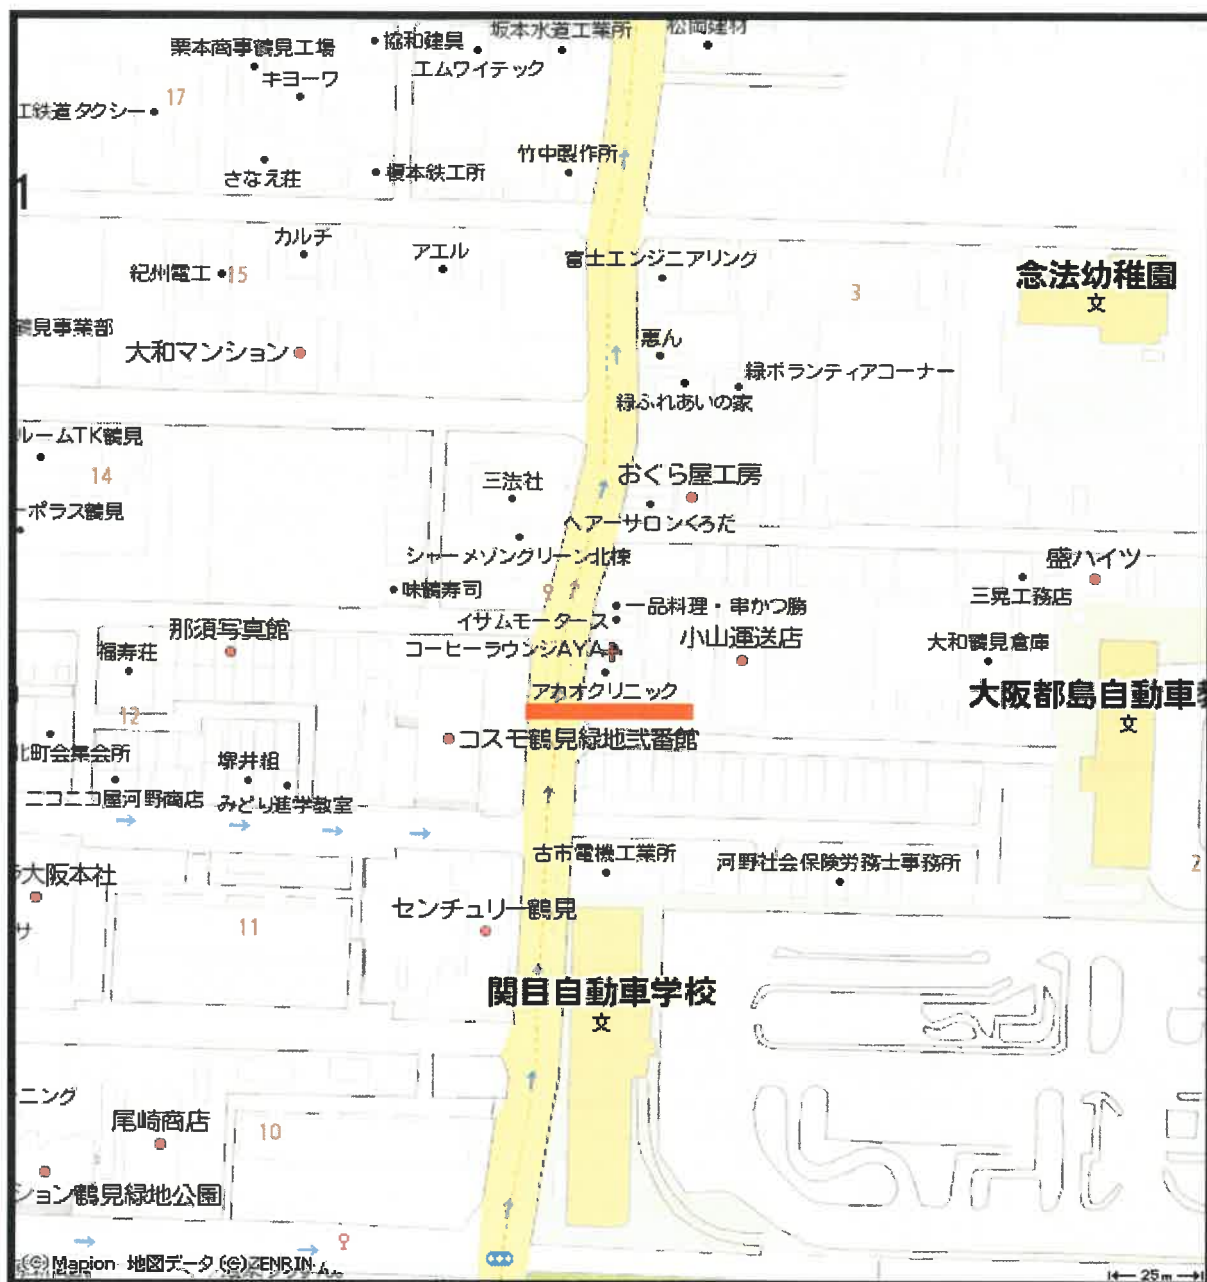 坂本水道工業所
松岡建材
栗本商事鶴見工場
協和建具
エムワイテック
キヨーワ
17
工鉄道タクシー
竹中製作所
さなえ荘
榎本鉄工所
1
カルチ
アエル
富士エンジニアリング
紀州電工
15
念法幼稚園
文
3
鶴見事業部
大和マンション
悪ん
緑ボランティアコーナー
緑ふれあいの家
ルームTK鶴見
14
三法社
おぐら屋工房
ーポラス鶴見
ヘアーサロンくろだ
シャーメゾングリーン北棟
盛ハイツ
味鶴寿司
三晃工務店
一品料理・串かつ勝
イサムモータース
那須写真館
小山運送店
福寿荘
コーヒーラウンジAYA
大和鶴見倉庫
アカオクリニック
大阪都島自動車教
文
12
コスモ鶴見緑地弐番館
北町会集会所
堺井組
ニコニコ屋河野商店
みどり進学教室
古市電機工業所
河野社会保険労務士事務所
2
ラ大阪本社
センチュリー鶴見
サ
11
関目自動車学校
文
ーニング
尾崎商店
10
ション鶴見緑地公園
(C) Mapion 地図データ (C) ZENRIN
25m